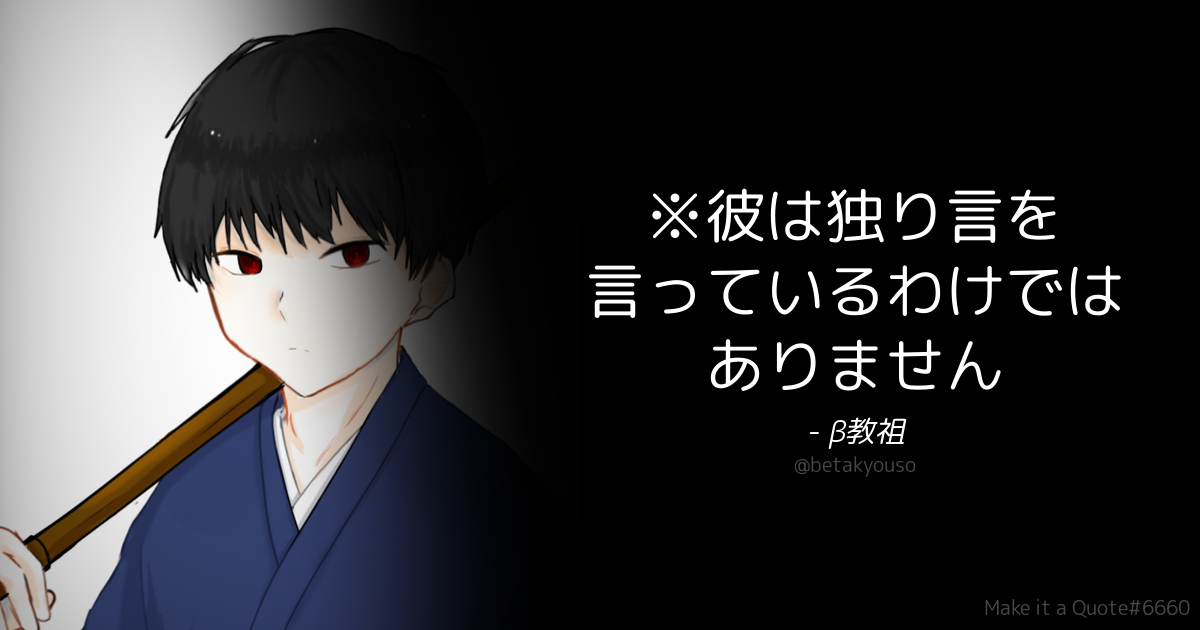 ※彼は独り言を
言っているわけでは
ありません
- β教祖
@betakyouso
Make it a Quote#6660